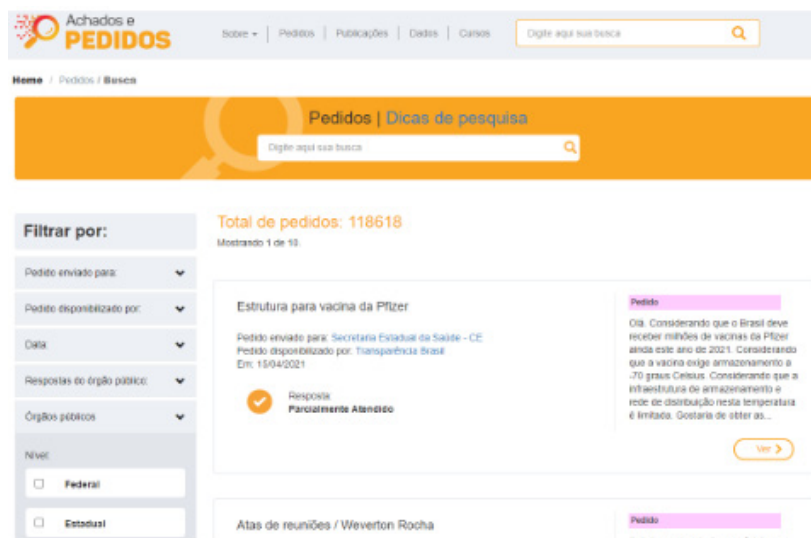 Achados e
PEDIDOS
Sobre
Pedidos
Publicações
Dados
Cursos
Digite aqui sua busca
Home / Pedidos / Busca
Pedidos | Dicas de pesquisa
Digite aqui sua busca
Filtrar por:
Pedido enviado para:
Pedido disponibilizado por:
Data:
Respostas do órgão público:
Órgãos públicos
Nível:
Federal
Estadual
Total de pedidos: 118618
Mostrando 1 de 10.
Estrutura para vacina da Pfizer
Pedido enviado para: Secretaria Estadual da Saúde - CE
Pedido disponibilizado por: Transparência Brasil
Em: 15/04/2021
Resposta:
Parcialmente Atendido
Pedido
Olá. Considerando que o Brasil deve
receber milhões de vacinas da Pfizer
ainda este ano de 2021. Considerando
que a vacina exige armazenamento a
-70 graus Celsius. Considerando que a
infraestrutura de armazenamento e
rede de distribuição nesta temperatura
é limitada. Gostaria de obter as...
Ver
Atas de reuniões / Weverton Rocha
Pedido